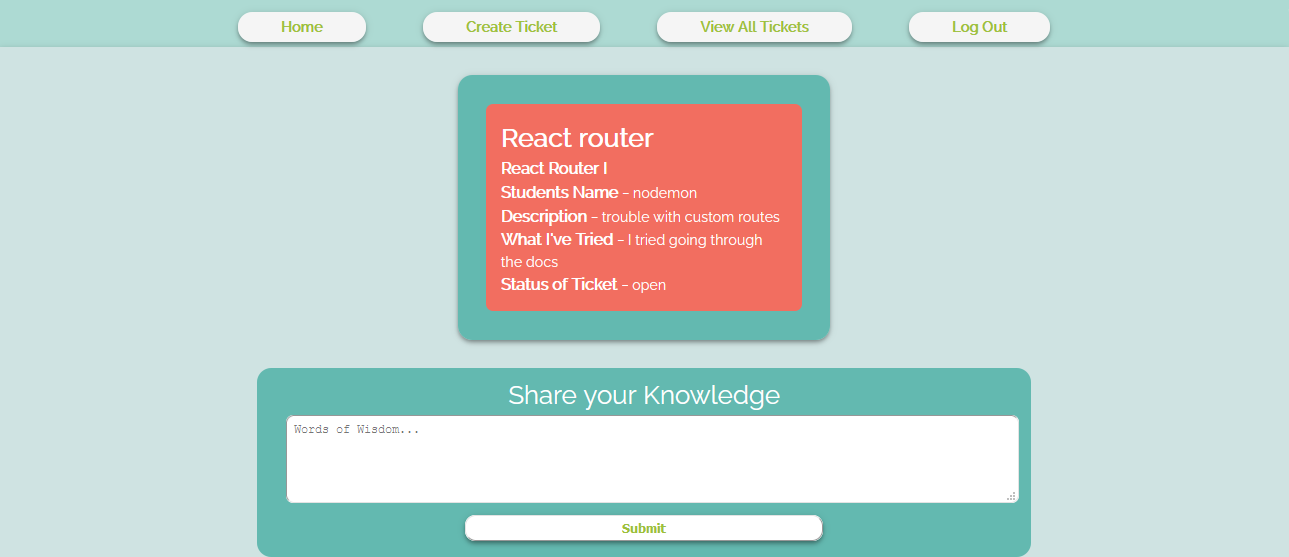 Home Create Ticket View All Tickets Log Out
React router
React Router I
Students Name – nodemon
Description – trouble with custom routes
What I've Tried – I tried going through
the docs
Status of Ticket – open
Share your Knowledge
Words of Wisdom...
Submit